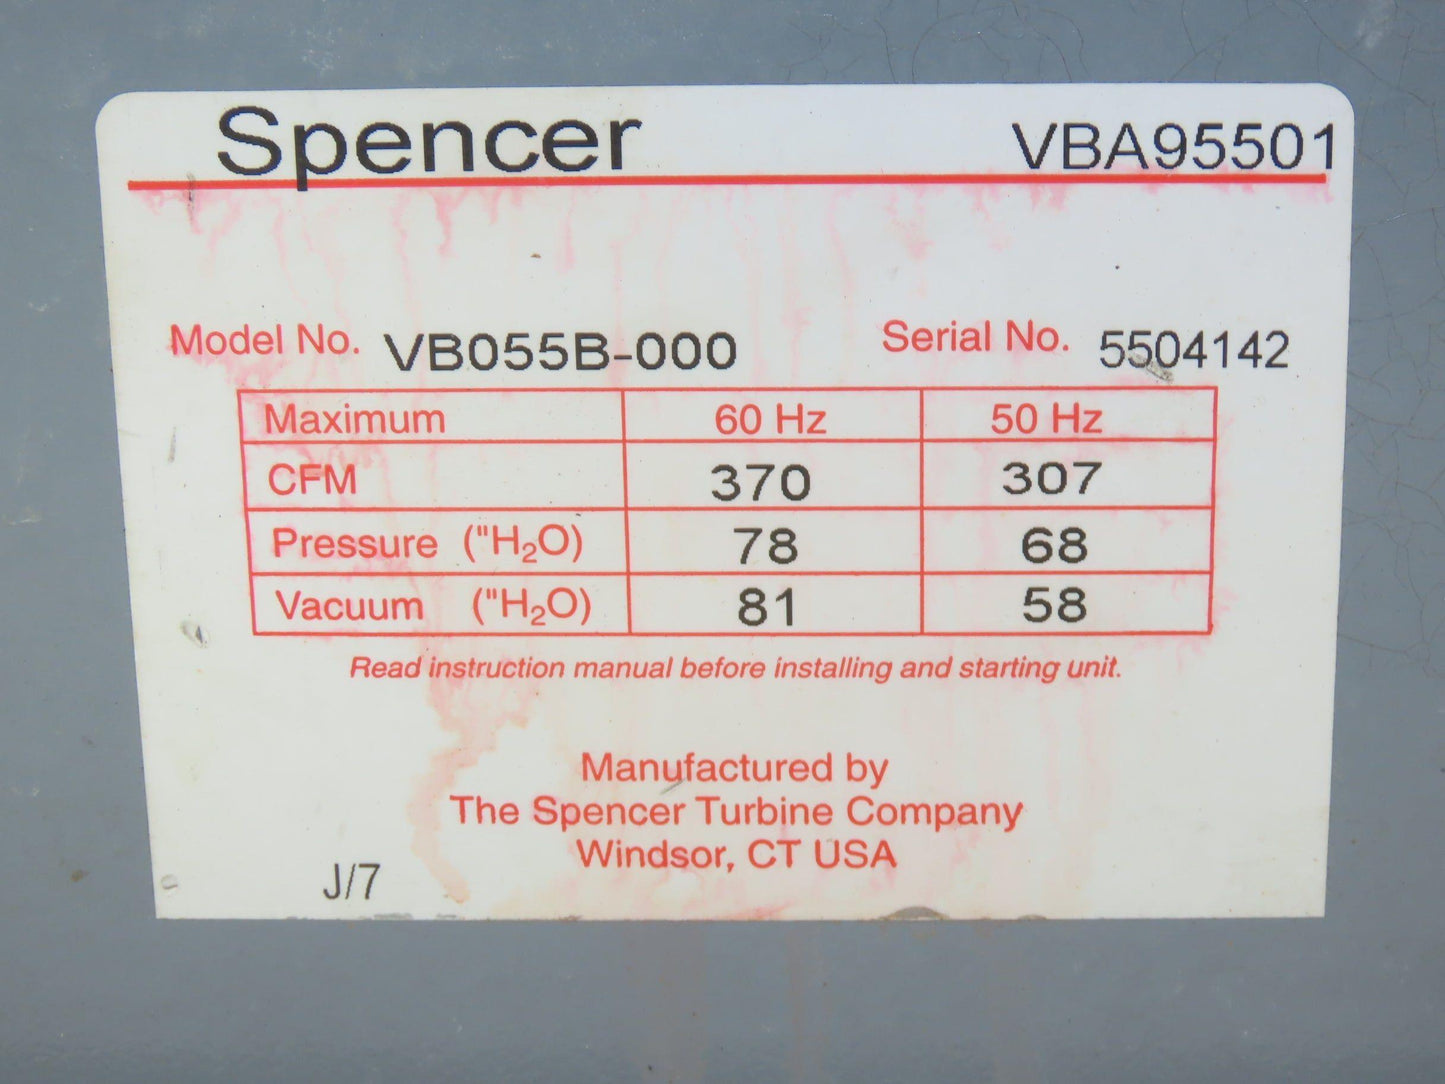 Spencer VBA95501
Model No. VB055B-000 Serial No. 5504142
Maximum 60 Hz 50 Hz
CFM 370 307
Pressure ("H₂O) 78 68
Vacuum ("H₂O) 81 58
Read instruction manual before installing and starting unit.
Manufactured by
The Spencer Turbine Company
Windsor, CT USA
J/7